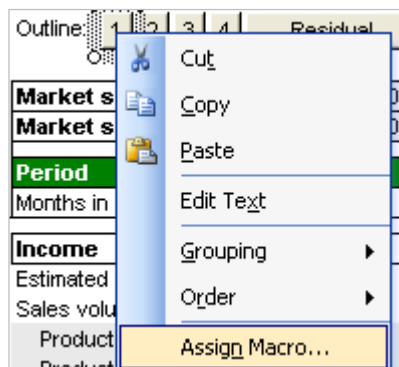 Outline: 1 2 3 4 Residual
Market s
Market s
Period
Months in
Income
Estimated
Sales volu
Product
Product
Cut
Copy
Paste
Edit Text
Grouping
Order
Assign Macro...